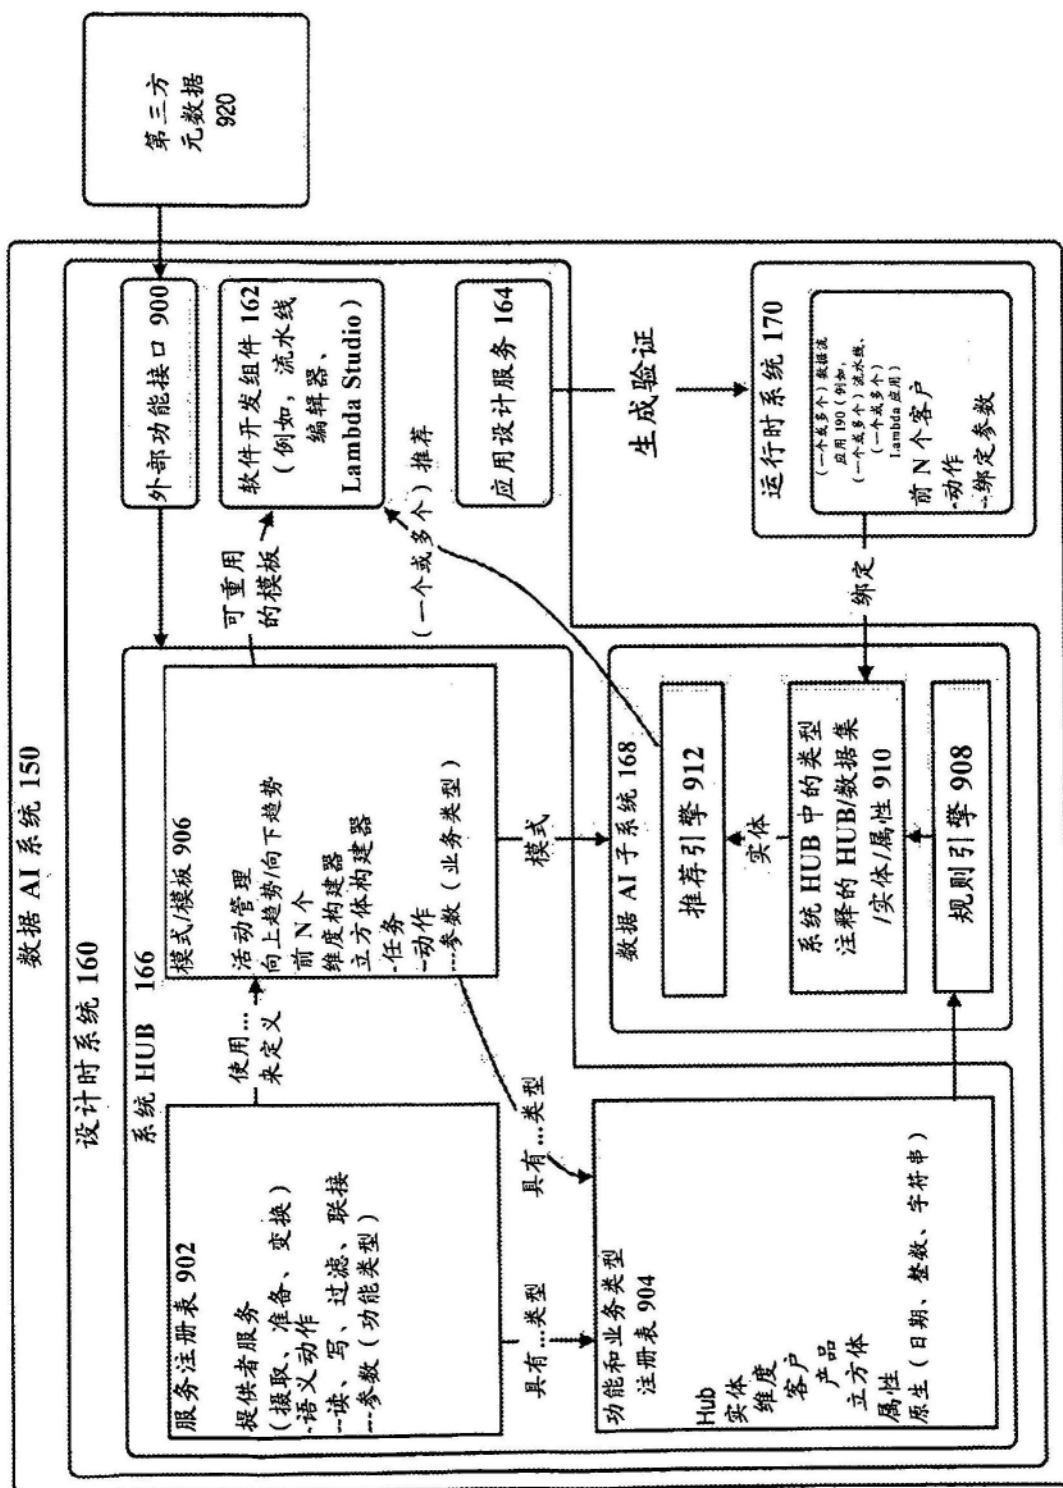 数据 AI 系统 150
设计时系统 160
系统 HUB 166
服务注册表 902
提供者服务
(摄取、准备、变换)
-语义动作
--读、写、过滤、联接
---参数(功能类型)
使用...
来定义
模式/模板 906
活动管理
向上趋势/向下趋势
前 N 个
维度构建器
立方体构建器
-任务
--动作
----参数(业务类型)
可重用
的模板
外部功能接口 900
第三方
元数据
920
软件开发组件 162
(例如,流水线
编辑器、
Lambda Studio)
(一个或多个)推荐
应用设计服务 164
具有...类型
具有...类型
模式
功能和业务类型
注册表 904
Hub
实体
维度
客户
产品
立方体
属性
原生(日期、整数、字符串)
数据 AI 子系统 168
推荐引擎 912
实体
系统 HUB 中的类型
注释的 HUB/数据集
/实体/属性 910
规则引擎 908
绑定
生成验证
运行时系统 170
(一个或多个)数据流
应用 190(例如,
(一个或多个)流水线、
(一个或多个)
Lambda 应用)
前 N 个客户
-动作
--绑定参数